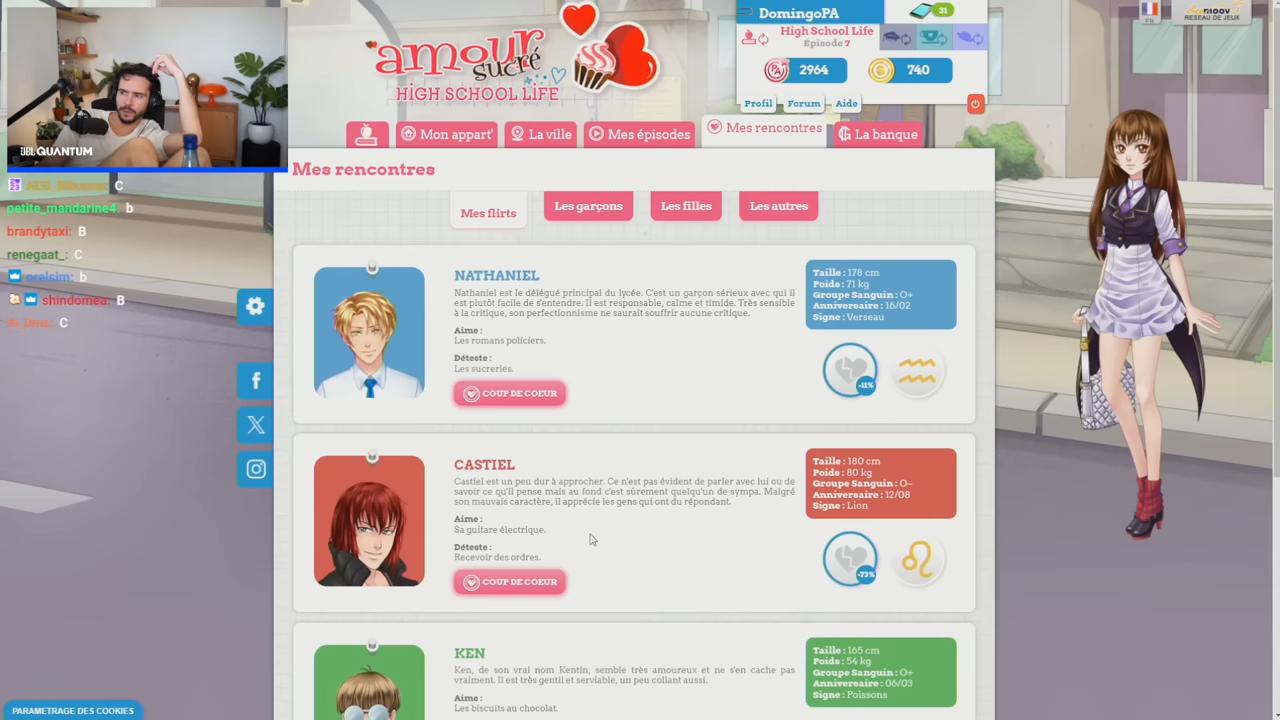 DomingoPA
31
FR
beemoov
RESEAU DE JEUX
High School Life
Épisode 7
PA 2964
740
Profil
Forum
Aide
amour
sucré
HIGH SCHOOL LIFE
QUANTUM
Mon appart'
La ville
Mes épisodes
Mes rencontres
La banque
Mes rencontres
Mes flirts
Les garçons
Les filles
Les autres
C
petite_mandarine4: b
brandytaxi: B
renegaat_: C
orelsim: b
shindomea: B
C
NATHANIEL
Nathaniel est le délégué principal du lycée. C'est un garçon sérieux avec qui il
est plutôt facile de s'entendre. Il est responsable, calme et timide. Très sensible
à la critique, son perfectionnisme ne saurait souffrir aucune critique.
Aime :
Les romans policiers.
Déteste :
Les sucreries.
COUP DE COEUR
Taille : 178 cm
Poids : 71 kg
Groupe Sanguin : O+
Anniversaire : 16/02
Signe : Verseau
-11%
CASTIEL
Castiel est un peu dur à approcher. Ce n'est pas évident de parler avec lui ou de
savoir ce qu'il pense mais au fond c'est sûrement quelqu'un de sympa. Malgré
son mauvais caractère, il apprécie les gens qui ont du répondant.
Aime :
Sa guitare électrique.
Déteste :
Recevoir des ordres.
COUP DE COEUR
Taille : 180 cm
Poids : 80 kg
Groupe Sanguin : O-
Anniversaire : 12/08
Signe : Lion
-73%
KEN
Ken, de son vrai nom Kentin, semble très amoureux et ne s'en cache pas
vraiment. Il est très gentil et serviable, un peu collant aussi.
Aime :
Les biscuits au chocolat.
Taille : 165 cm
Poids : 54 kg
Groupe Sanguin : O+
Anniversaire : 06/03
Signe : Poissons
PARAMETRAGE DES COOKIES